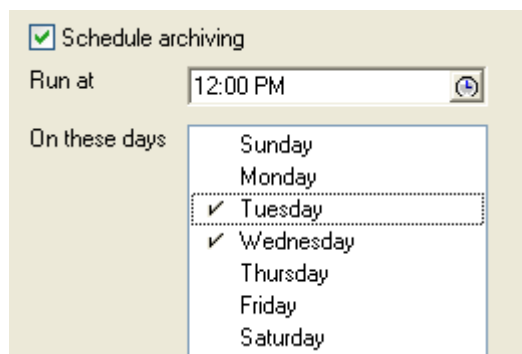 Schedule archiving
Run at
12:00 PM
On these days
Sunday
Monday
Tuesday
Wednesday
Thursday
Friday
Saturday